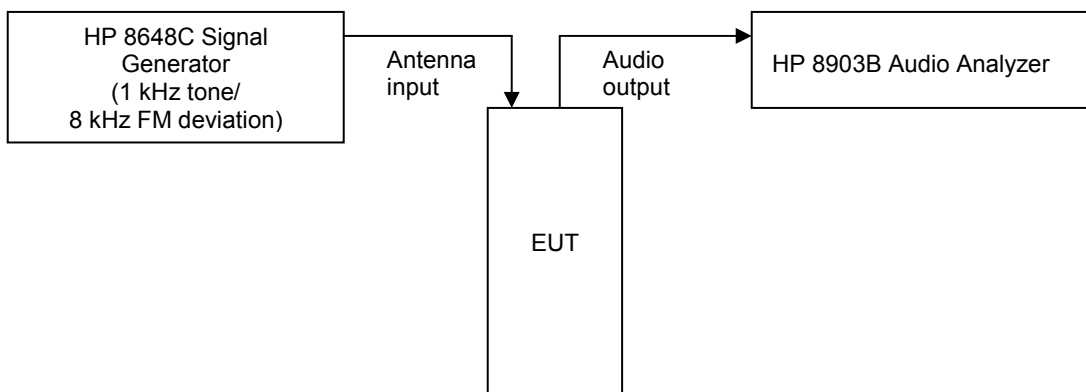 HP 8648C Signal
Generator
(1 kHz tone/
8 kHz FM deviation)
Antenna
input
Audio
output
HP 8903B Audio Analyzer
EUT